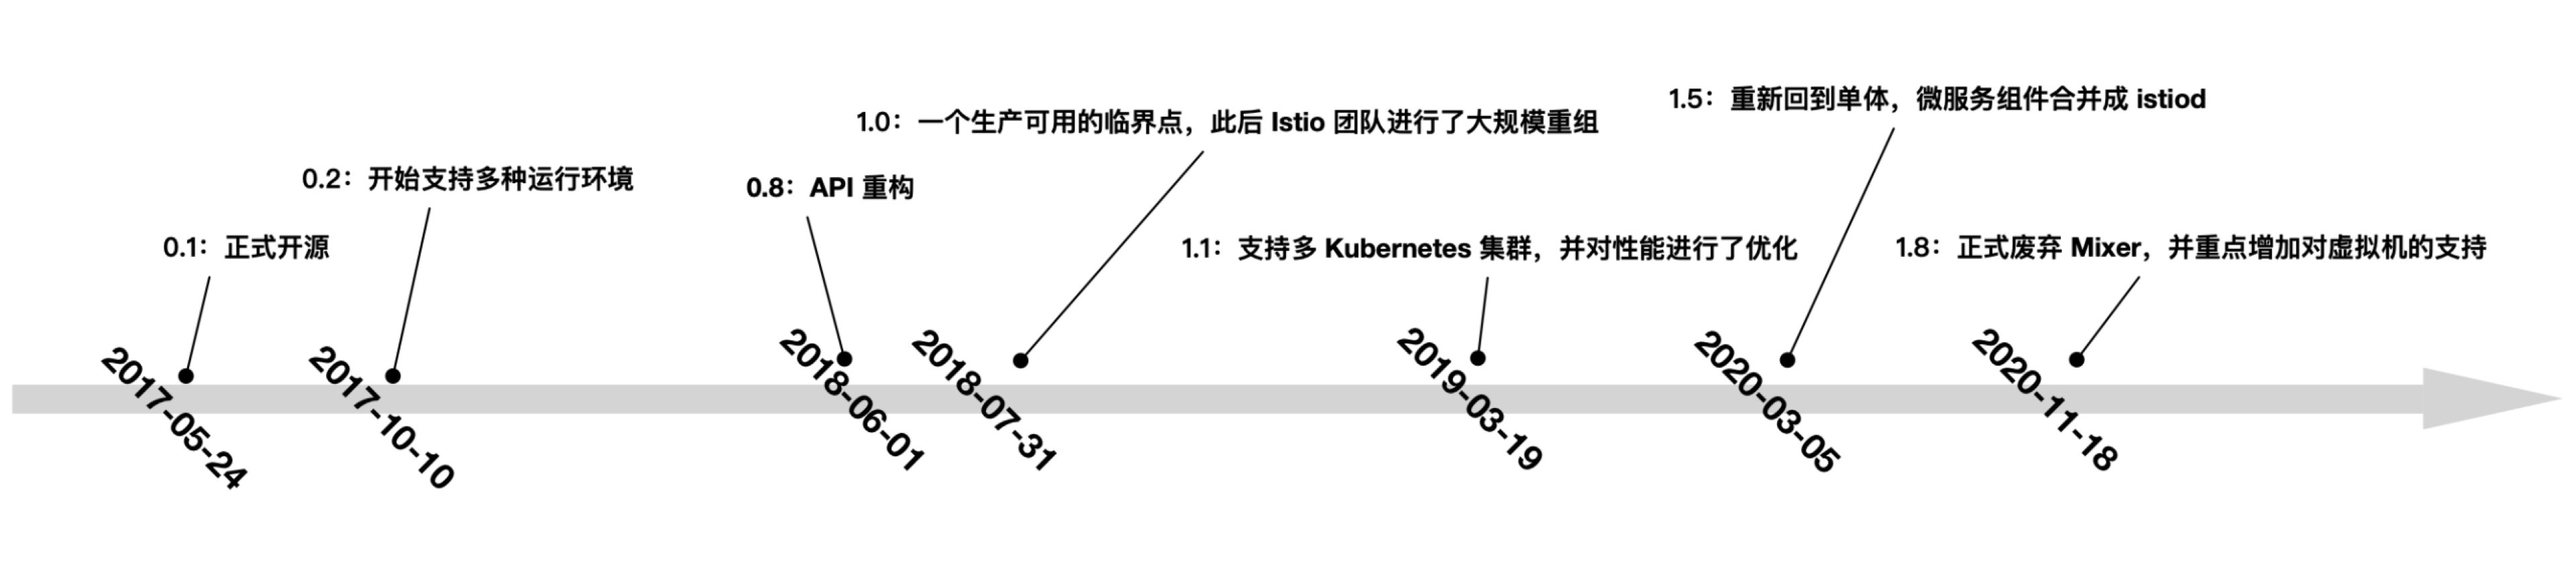 0.1：正式开源
0.2：开始支持多种运行环境
0.8：API 重构
1.0：一个生产可用的临界点，此后 Istio 团队进行了大规模重组
1.1：支持多 Kubernetes 集群，并对性能进行了优化
1.5：重新回到单体，微服务组件合并成 istiod
1.8：正式废弃 Mixer，并重点增加对虚拟机的支持
2017-05-24
2017-10-10
2018-06-01
2018-07-31
2019-03-19
2020-03-05
2020-11-18